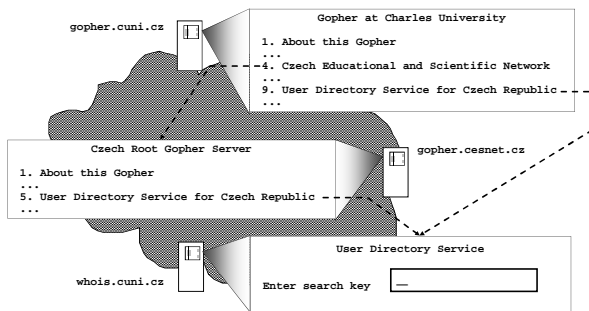 gopher.cuni.cz
Gopher at Charles University
1. About this Gopher
...
4. Czech Educational and Scientific Network
...
9. User Directory Service for Czech Republic
...
Czech Root Gopher Server
1. About this Gopher
...
5. User Directory Service for Czech Republic
...
gopher.cesnet.cz
whois.cuni.cz
User Directory Service
Enter search key